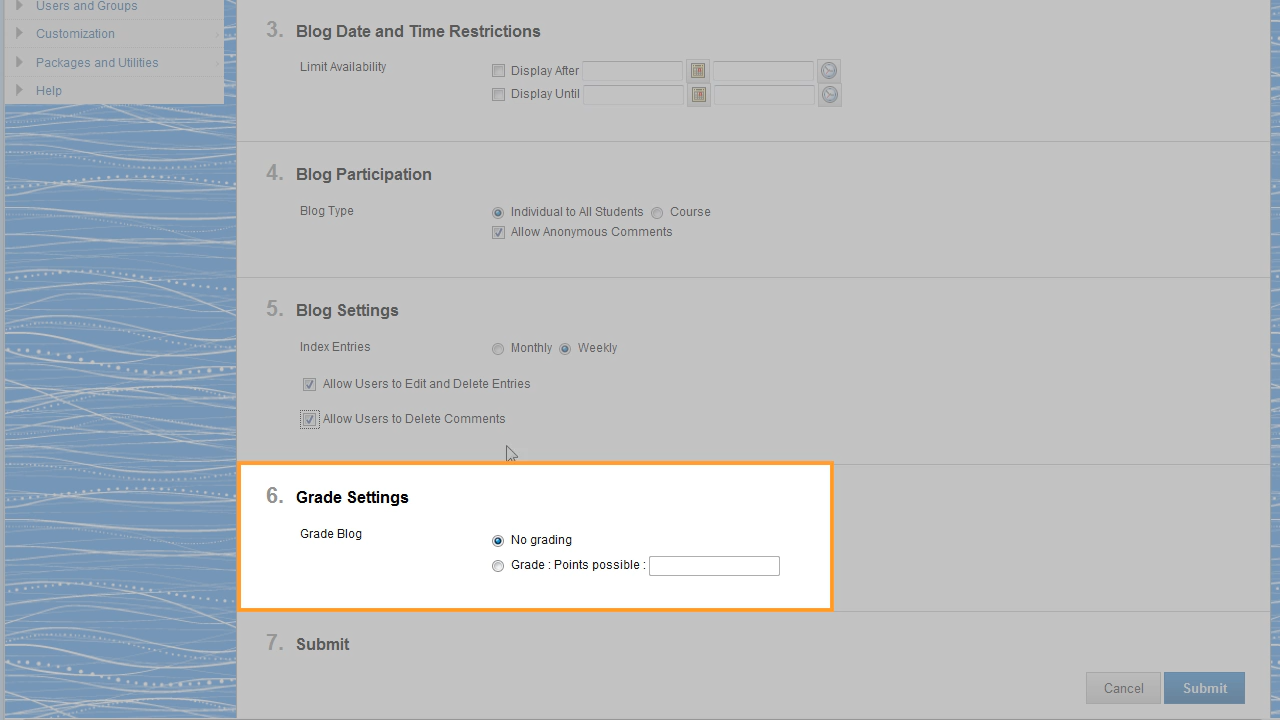 Users and Groups
Customization
Packages and Utilities
Help
3. Blog Date and Time Restrictions
Limit Availability
Display After
Display Until
4. Blog Participation
Blog Type
Individual to All Students Course
Allow Anonymous Comments
5. Blog Settings
Index Entries
Monthly Weekly
Allow Users to Edit and Delete Entries
Allow Users to Delete Comments
6. Grade Settings
Grade Blog
No grading
Grade : Points possible :
7. Submit
Cancel Submit